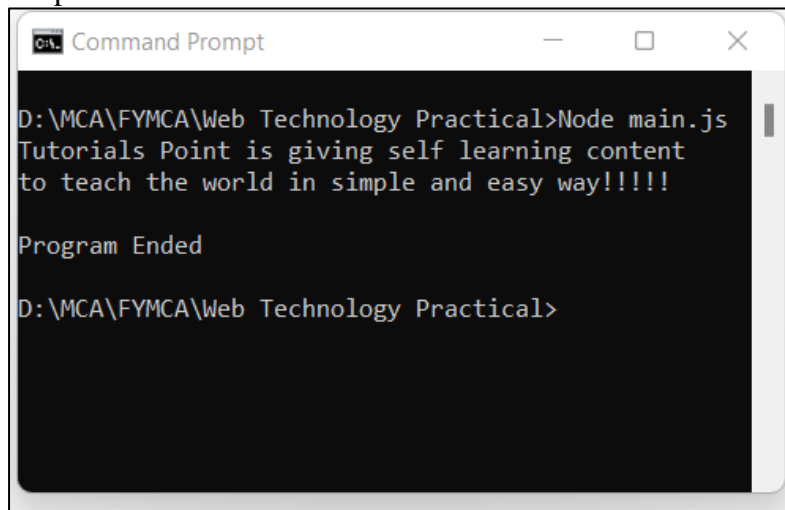 Command Prompt
D:\MCA\FYMCA\Web Technology Practical>Node main.js
Tutorials Point is giving self learning content
to teach the world in simple and easy way!!!!!
Program Ended
D:\MCA\FYMCA\Web Technology Practical>